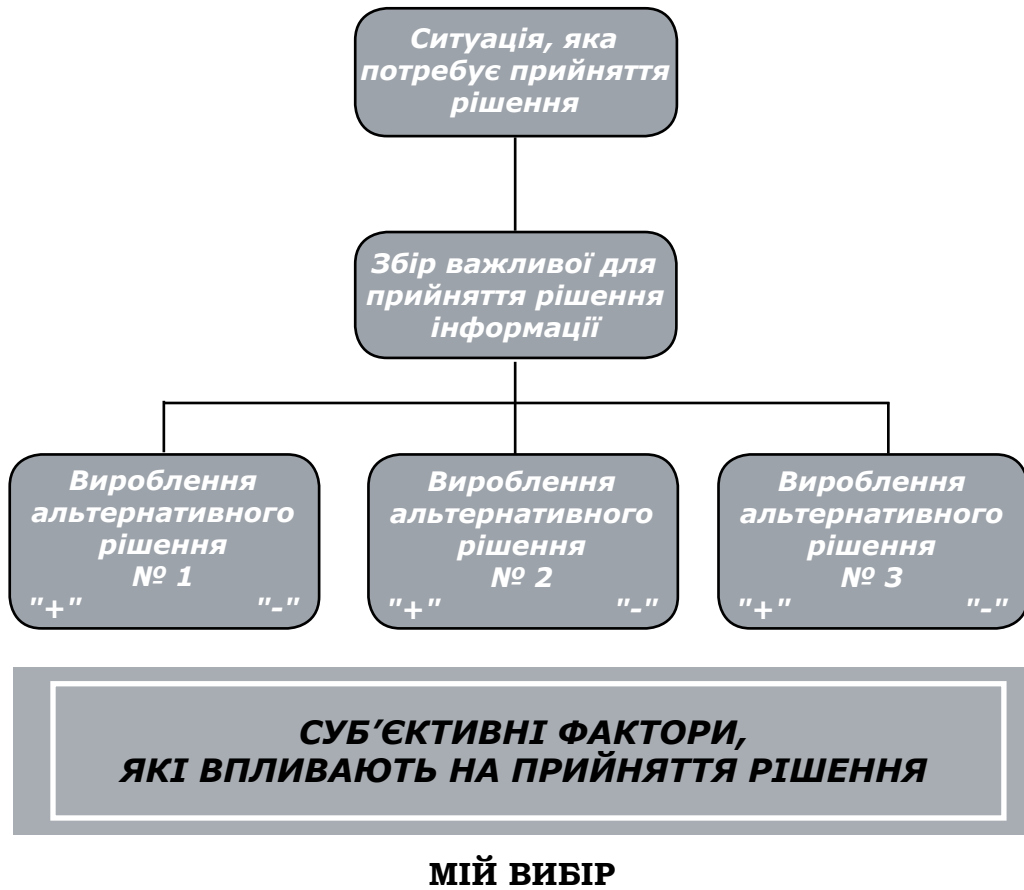 Ситуація, яка
потребує прийняття
рішення
Збір важливої для
прийняття рішення
інформації
Вироблення
альтернативного
рішення
№ 1
"+" "-"
Вироблення
альтернативного
рішення
№ 2
"+" "-"
Вироблення
альтернативного
рішення
№ 3
"+" "-"
СУБ’ЄКТИВНІ ФАКТОРИ,
ЯКІ ВПЛИВАЮТЬ НА ПРИЙНЯТТЯ РІШЕННЯ
МІЙ ВИБІР